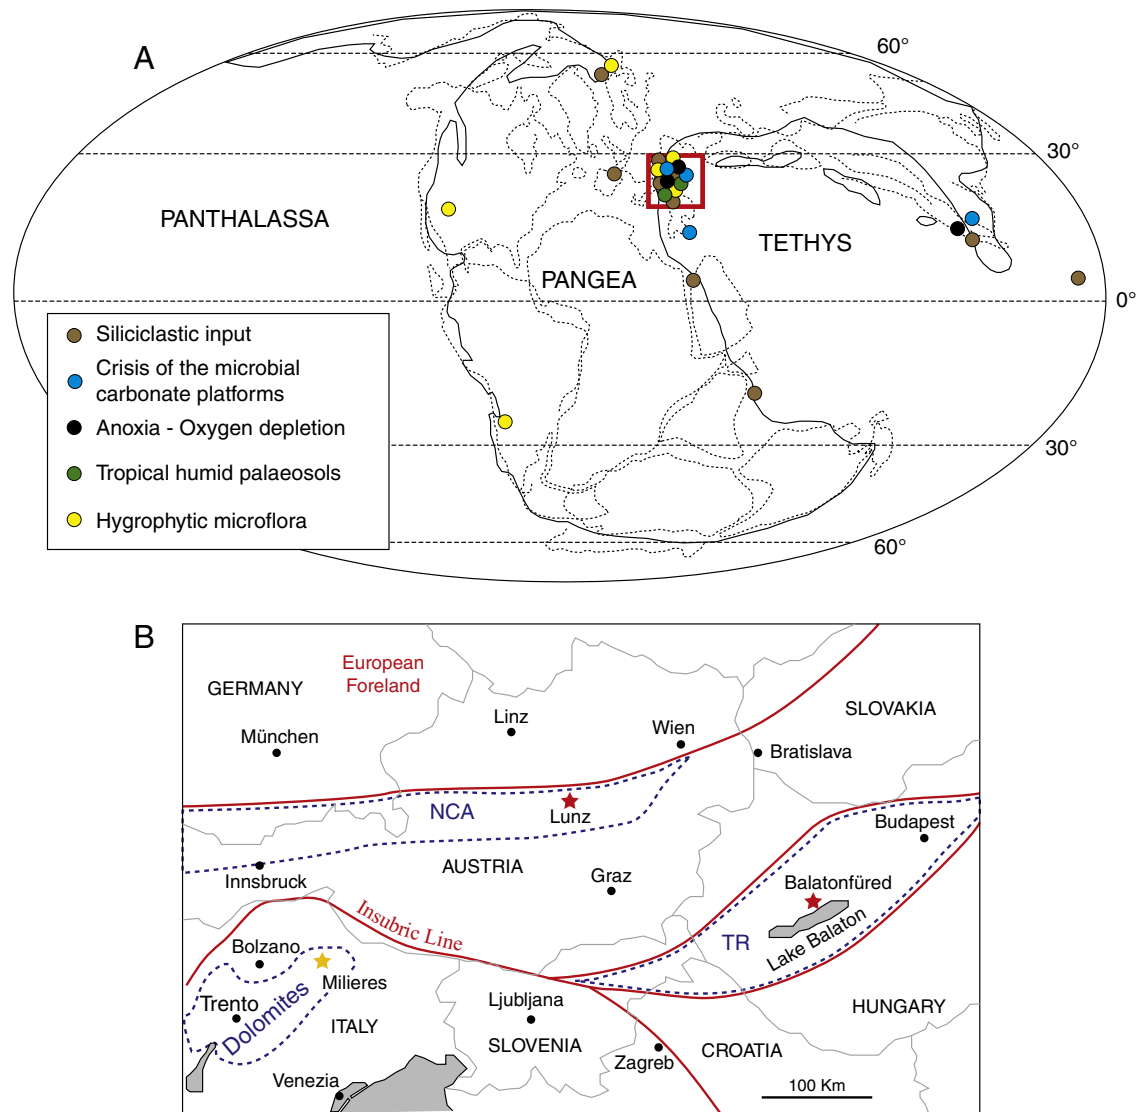 A
60°
30°
PANTHALASSA
TETHYS
PANGEA
0°
Siliciclastic input
Crisis of the microbial
carbonate platforms
Anoxia - Oxygen depletion
Tropical humid palaeosols
Hygrophytic microflora
30°
60°
B
European
Foreland
GERMANY
SLOVAKIA
Linz
Wien
München
Bratislava
NCA
Lunz
Budapest
AUSTRIA
Innsbruck
Graz
Balatonfüred
Insubric Line
TR
Lake Balaton
Bolzano
Milieres
Trento
Dolomites
Ljubljana
HUNGARY
ITALY
SLOVENIA
CROATIA
Zagreb
Venezia
100 Km